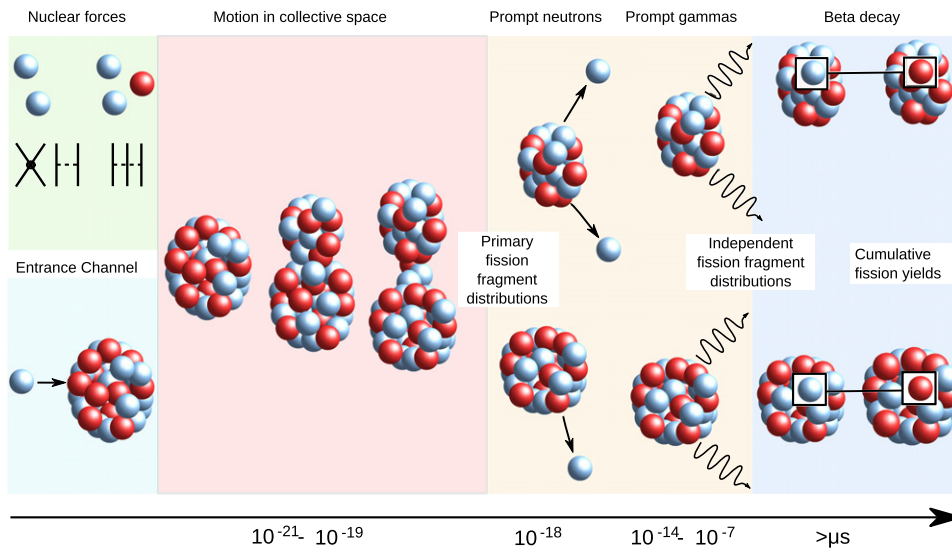 Nuclear forces
Motion in collective space
Prompt neutrons
Prompt gammas
Beta decay
Entrance Channel
Primary
fission
fragment
distributions
Independent
fission fragment
distributions
Cumulative
fission yields
10⁻²¹- 10⁻¹⁹
10⁻¹⁸
10⁻¹⁴- 10⁻⁷
>μs